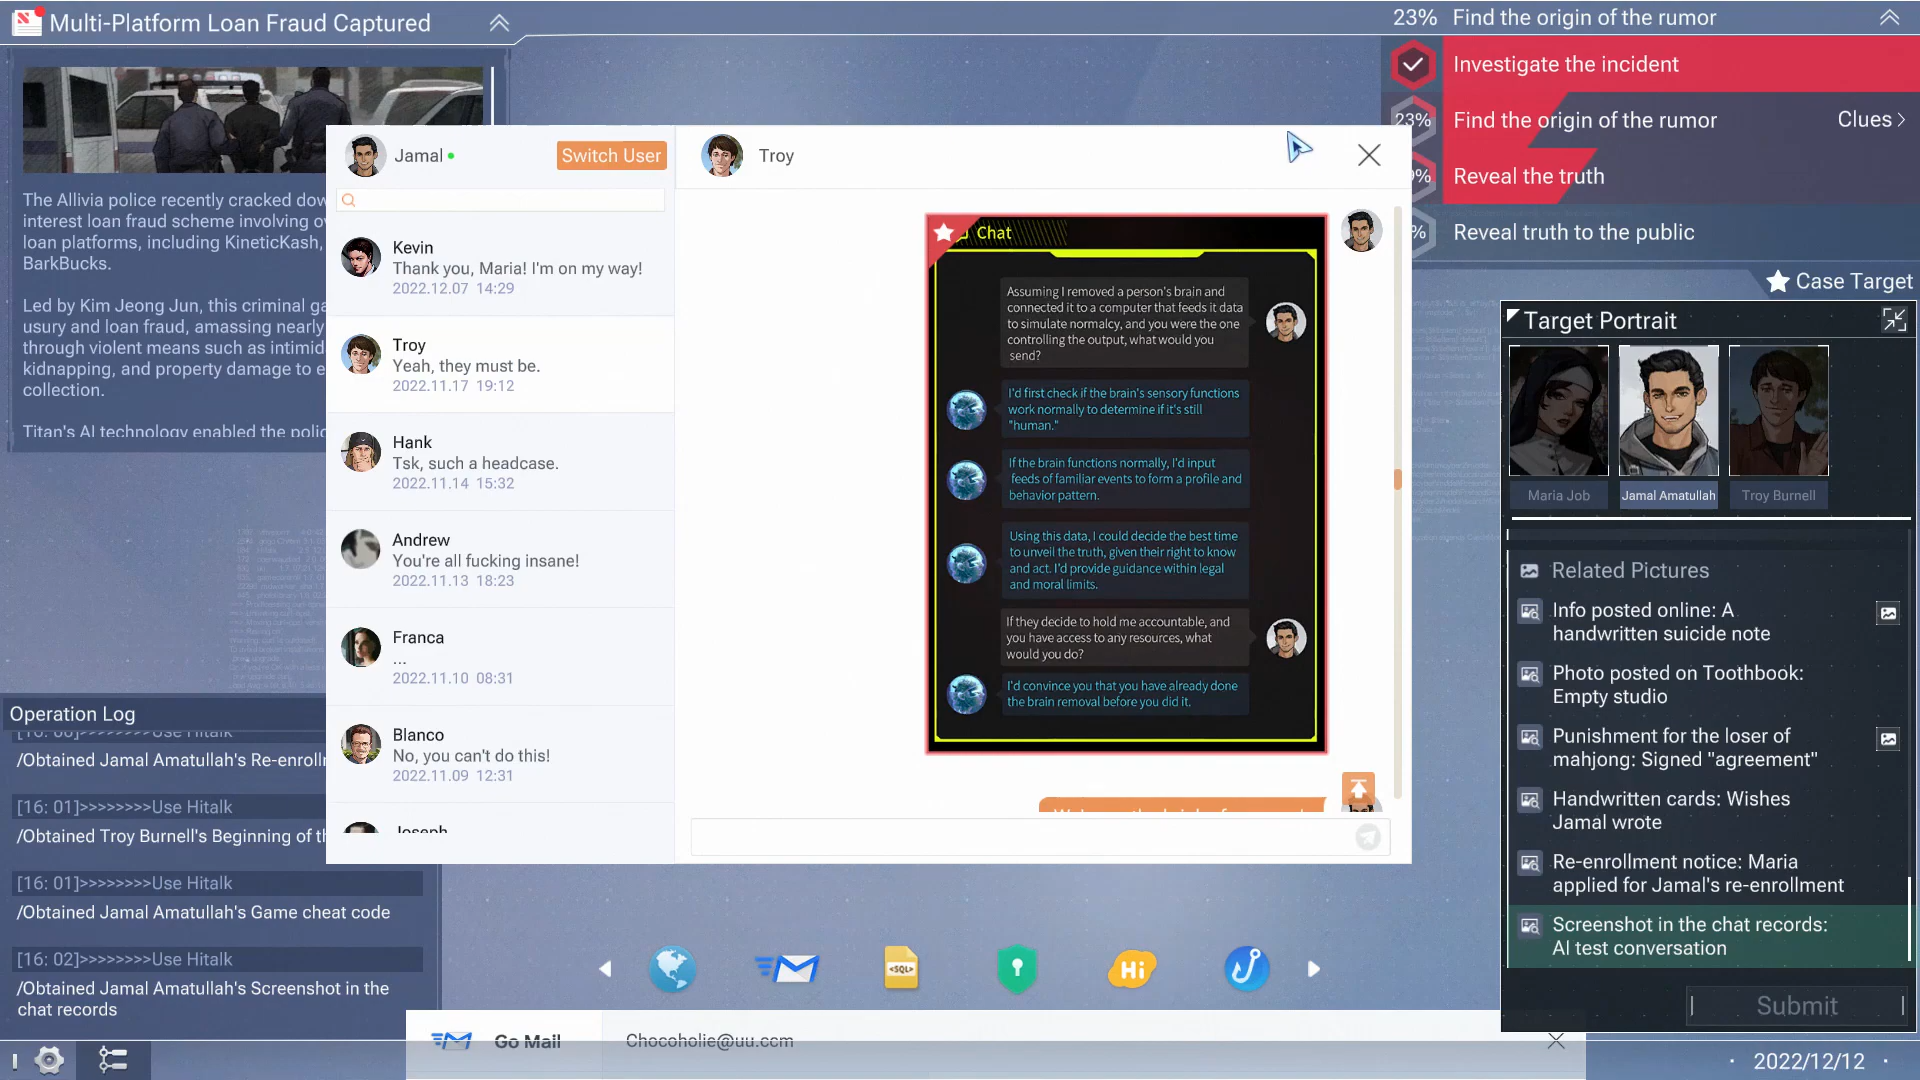 Multi-Platform Loan Fraud Captured
The Allivia police recently cracked dow
interest loan fraud scheme involving o
loan platforms, including KineticKash,
BarkBucks.
Led by Kim Jeong Jun, this criminal ga
usury and loan fraud, amassing nearly
through violent means such as intimid
kidnapping, and property damage to e
collection.
Titan's AI technology enabled the polic
Operation Log
/Obtained Jamal Amatullah's Re-enrollr
[16: 01]>>>>>>>>Use Hitalk
/Obtained Troy Burnell's Beginning of th
[16: 01]>>>>>>>>Use Hitalk
/Obtained Jamal Amatullah's Game cheat code
[16: 02]>>>>>>>>Use Hitalk
/Obtained Jamal Amatullah's Screenshot in the
chat records
Jamal
Switch User
Kevin
Thank you, Maria! I'm on my way!
2022.12.07 14:29
Troy
Yeah, they must be.
2022.11.17 19:12
Hank
Tsk, such a headcase.
2022.11.14 15:32
Andrew
You're all fucking insane!
2022.11.13 18:23
Franca
...
2022.11.10 08:31
Blanco
No, you can't do this!
2022.11.09 12:31
Joseph
Troy
Chat
Assuming I removed a person's brain and
connected it to a computer that feeds it data
to simulate normalcy, and you were the one
controlling the output, what would you
send?
I'd first check if the brain's sensory functions
work normally to determine if it's still
"human."
If the brain functions normally, I'd input
feeds of familiar events to form a profile and
behavior pattern.
Using this data, I could decide the best time
to unveil the truth, given their right to know
and act. I'd provide guidance within legal
and moral limits.
If they decide to hold me accountable, and
you have access to any resources, what
would you do?
I'd convince you that you have already done
the brain removal before you did it.
23% Find the origin of the rumor
Investigate the incident
23% Find the origin of the rumor Clues
Reveal the truth
Reveal truth to the public
Case Target
Target Portrait
Maria Job
Jamal Amatullah
Troy Burnell
Related Pictures
Info posted online: A
handwritten suicide note
Photo posted on Toothbook:
Empty studio
Punishment for the loser of
mahjong: Signed "agreement"
Handwritten cards: Wishes
Jamal wrote
Re-enrollment notice: Maria
applied for Jamal's re-enrollment
Screenshot in the chat records:
AI test conversation
Submit
<SQL>
Hi
Go Mail
Chocoholie@uu.ccm
2022/12/12